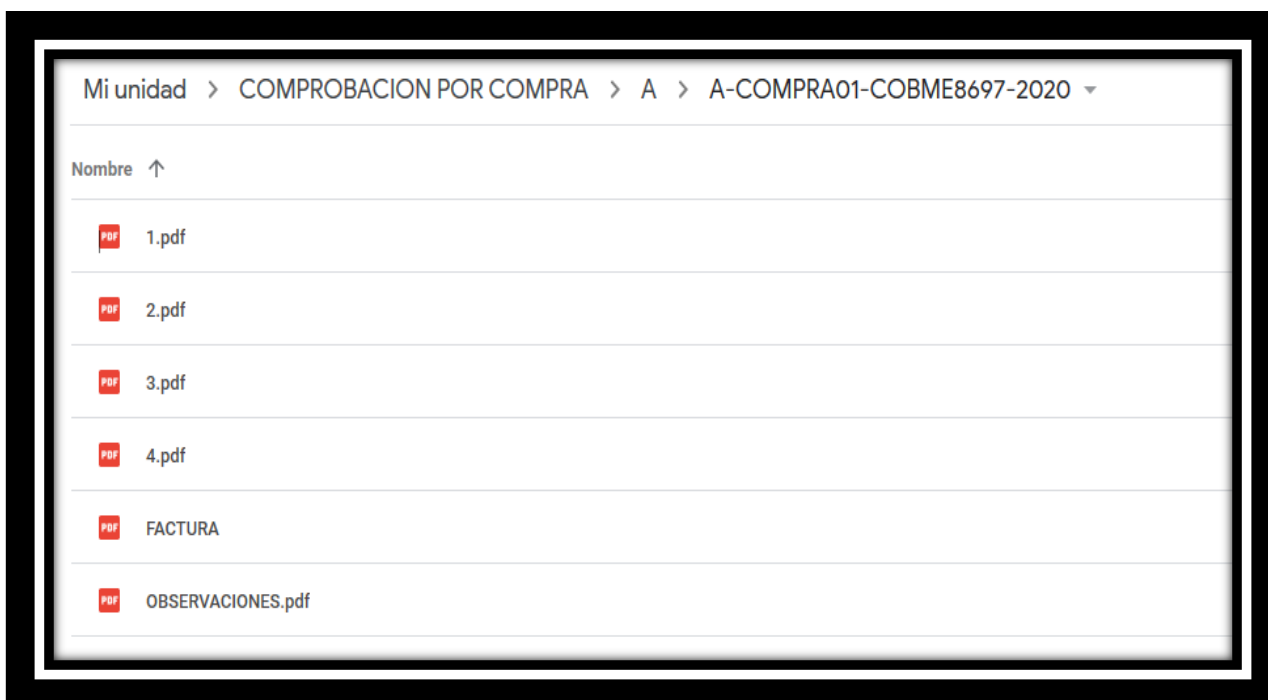 Mi unidad > COMPROBACION POR COMPRA > A > A-COMPRA01-COBME8697-2020
Nombre ↑
PDF 1.pdf
PDF 2.pdf
PDF 3.pdf
PDF 4.pdf
PDF FACTURA
PDF OBSERVACIONES.pdf